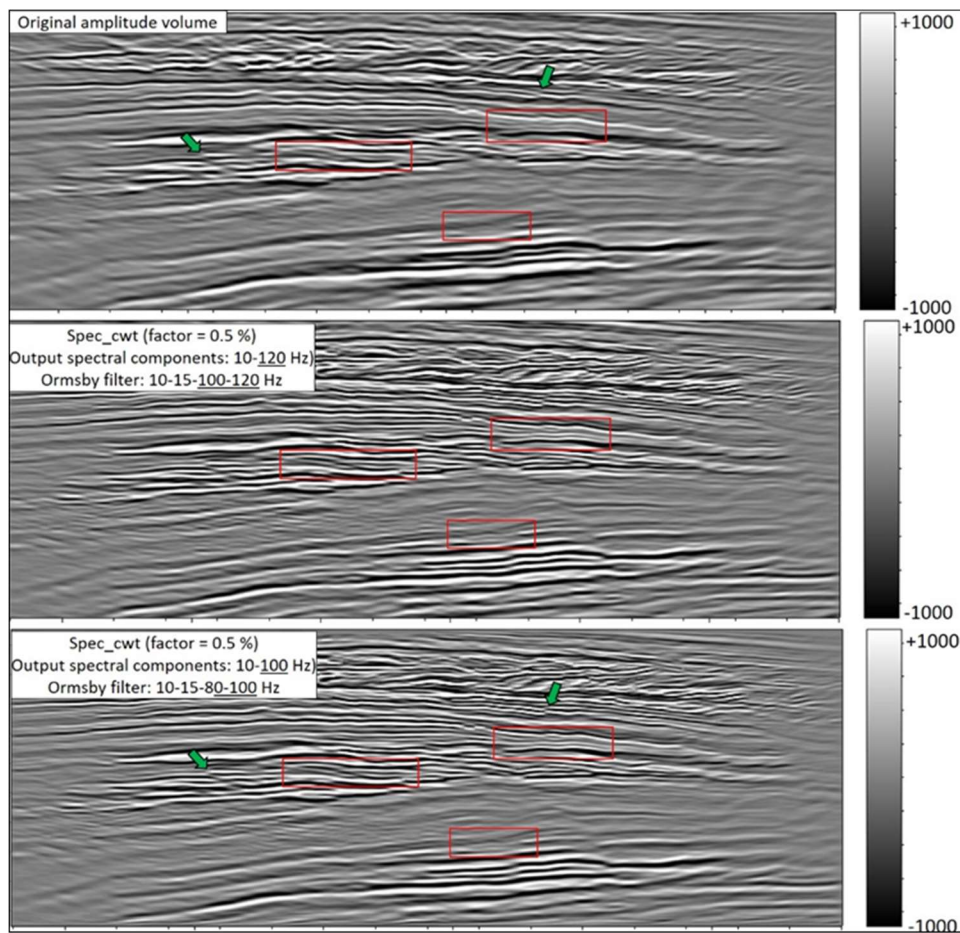 Original amplitude volume
+1000
-1000
Spec_cwt (factor = 0.5 %)
Output spectral components: 10-120 Hz)
Ormsby filter: 10-15-100-120 Hz
+1000
-1000
Spec_cwt (factor = 0.5 %)
Output spectral components: 10-100 Hz)
Ormsby filter: 10-15-80-100 Hz
+1000
-1000